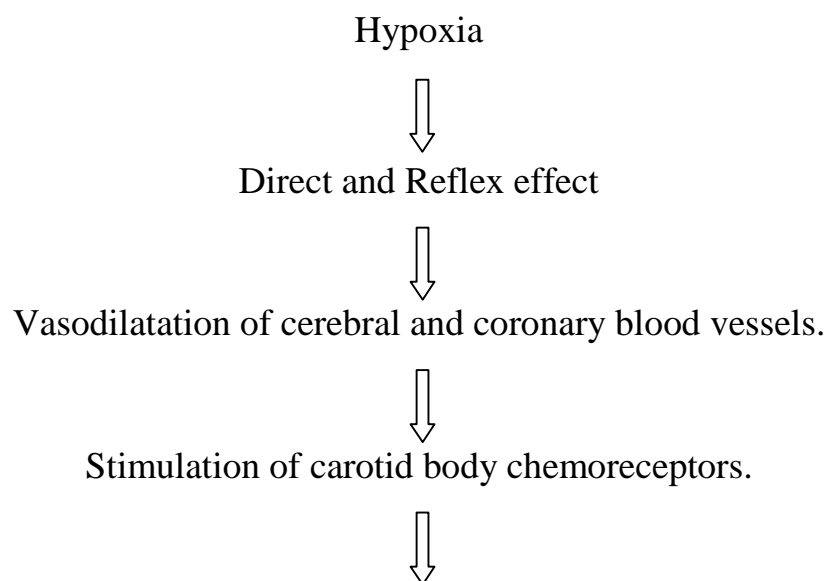 Hypoxia
Direct and Reflex effect
Vasodilatation of cerebral and coronary blood vessels.
Stimulation of carotid body chemoreceptors.